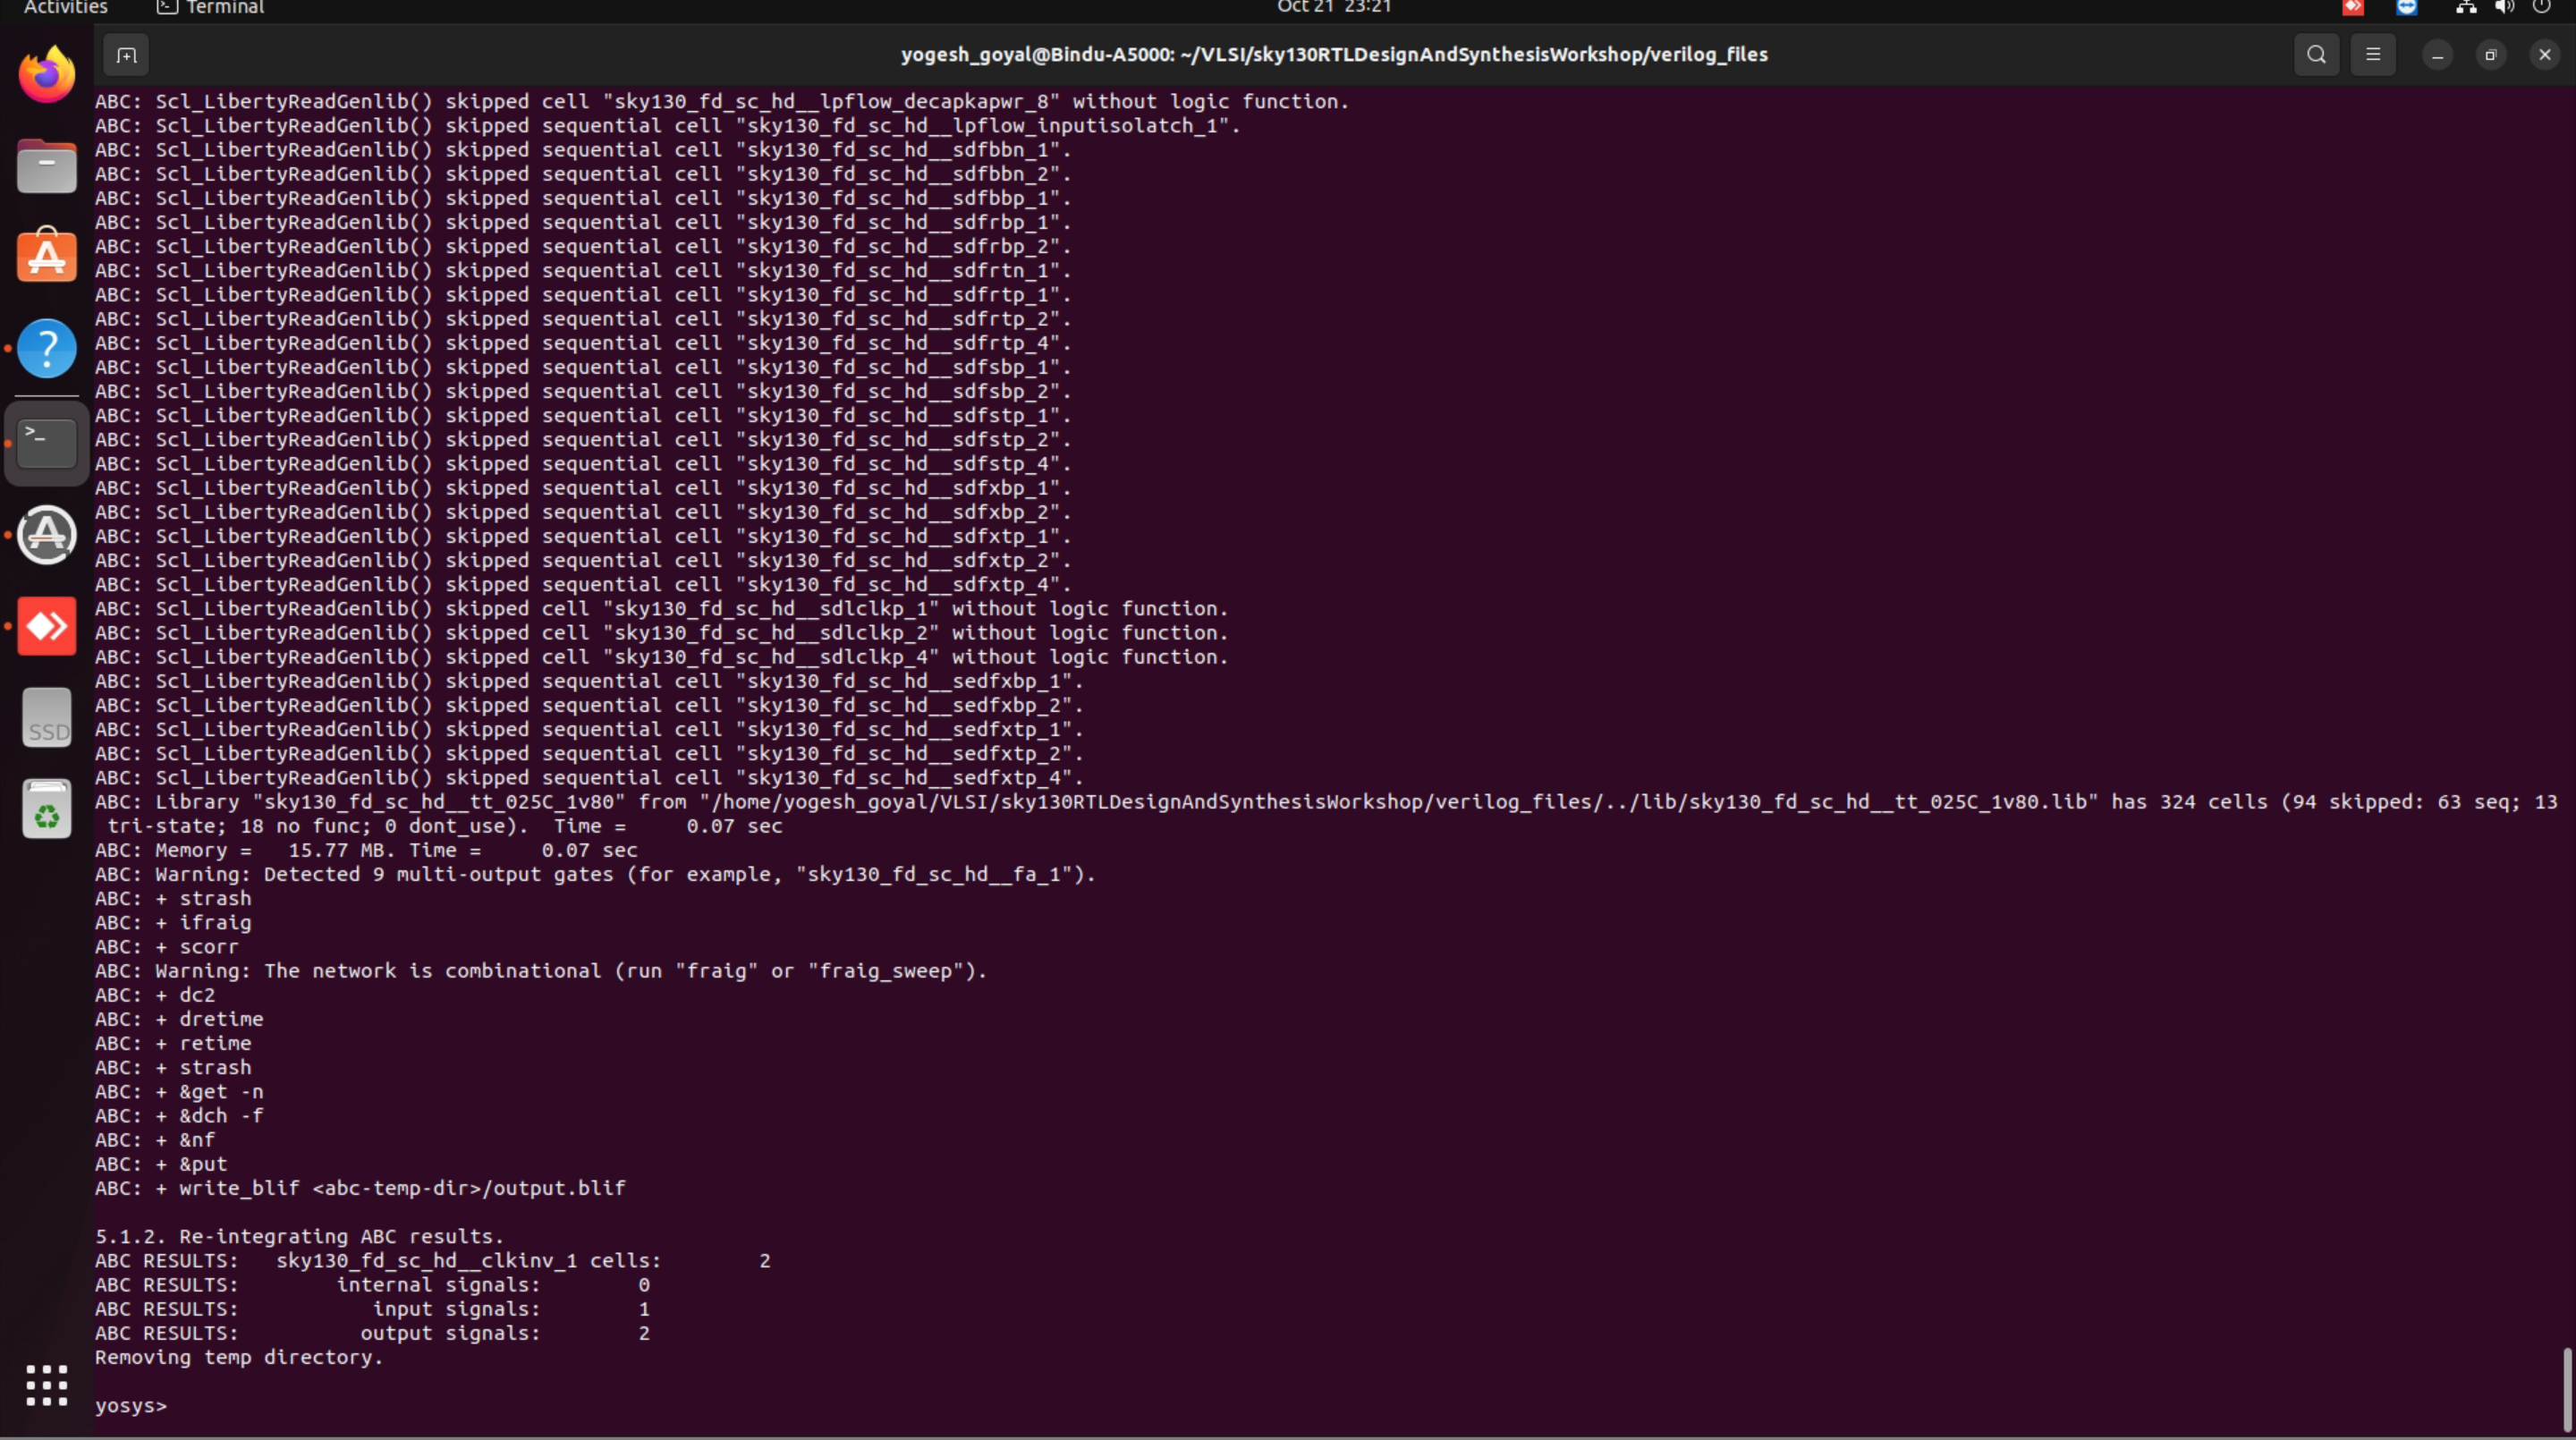 Activities
Terminal
Oct 21 23:21
yogesh_goyal@Bindu-A5000: ~/VLSI/sky130RTLDesignAndSynthesisWorkshop/verilog_files
ABC: Scl_LibertyReadGenlib() skipped cell "sky130_fd_sc_hd__lpflow_decapkapwr_8" without logic function.
ABC: Scl_LibertyReadGenlib() skipped sequential cell "sky130_fd_sc_hd__lpflow_inputisolatch_1".
ABC: Scl_LibertyReadGenlib() skipped sequential cell "sky130_fd_sc_hd__sdfbbn_1".
ABC: Scl_LibertyReadGenlib() skipped sequential cell "sky130_fd_sc_hd__sdfbbn_2".
ABC: Scl_LibertyReadGenlib() skipped sequential cell "sky130_fd_sc_hd__sdfbbp_1".
ABC: Scl_LibertyReadGenlib() skipped sequential cell "sky130_fd_sc_hd__sdfrbp_1".
ABC: Scl_LibertyReadGenlib() skipped sequential cell "sky130_fd_sc_hd__sdfrbp_2".
ABC: Scl_LibertyReadGenlib() skipped sequential cell "sky130_fd_sc_hd__sdfrtn_1".
ABC: Scl_LibertyReadGenlib() skipped sequential cell "sky130_fd_sc_hd__sdfrtp_1".
ABC: Scl_LibertyReadGenlib() skipped sequential cell "sky130_fd_sc_hd__sdfrtp_2".
ABC: Scl_LibertyReadGenlib() skipped sequential cell "sky130_fd_sc_hd__sdfrtp_4".
ABC: Scl_LibertyReadGenlib() skipped sequential cell "sky130_fd_sc_hd__sdfsbp_1".
ABC: Scl_LibertyReadGenlib() skipped sequential cell "sky130_fd_sc_hd__sdfsbp_2".
ABC: Scl_LibertyReadGenlib() skipped sequential cell "sky130_fd_sc_hd__sdfstp_1".
ABC: Scl_LibertyReadGenlib() skipped sequential cell "sky130_fd_sc_hd__sdfstp_2".
ABC: Scl_LibertyReadGenlib() skipped sequential cell "sky130_fd_sc_hd__sdfstp_4".
ABC: Scl_LibertyReadGenlib() skipped sequential cell "sky130_fd_sc_hd__sdfxbp_1".
ABC: Scl_LibertyReadGenlib() skipped sequential cell "sky130_fd_sc_hd__sdfxbp_2".
ABC: Scl_LibertyReadGenlib() skipped sequential cell "sky130_fd_sc_hd__sdfxtp_1".
ABC: Scl_LibertyReadGenlib() skipped sequential cell "sky130_fd_sc_hd__sdfxtp_2".
ABC: Scl_LibertyReadGenlib() skipped sequential cell "sky130_fd_sc_hd__sdfxtp_4".
ABC: Scl_LibertyReadGenlib() skipped cell "sky130_fd_sc_hd__sdlclkp_1" without logic function.
ABC: Scl_LibertyReadGenlib() skipped cell "sky130_fd_sc_hd__sdlclkp_2" without logic function.
ABC: Scl_LibertyReadGenlib() skipped cell "sky130_fd_sc_hd__sdlclkp_4" without logic function.
ABC: Scl_LibertyReadGenlib() skipped sequential cell "sky130_fd_sc_hd__sedfxbp_1".
ABC: Scl_LibertyReadGenlib() skipped sequential cell "sky130_fd_sc_hd__sedfxbp_2".
ABC: Scl_LibertyReadGenlib() skipped sequential cell "sky130_fd_sc_hd__sedfxtp_1".
ABC: Scl_LibertyReadGenlib() skipped sequential cell "sky130_fd_sc_hd__sedfxtp_2".
ABC: Scl_LibertyReadGenlib() skipped sequential cell "sky130_fd_sc_hd__sedfxtp_4".
ABC: Library "sky130_fd_sc_hd__tt_025C_1v80" from "/home/yogesh_goyal/VLSI/sky130RTLDesignAndSynthesisWorkshop/verilog_files/../lib/sky130_fd_sc_hd__tt_025C_1v80.lib" has 324 cells (94 skipped: 63 seq; 13
tri-state; 18 no func; 0 dont_use). Time = 0.07 sec
ABC: Memory = 15.77 MB. Time = 0.07 sec
ABC: Warning: Detected 9 multi-output gates (for example, "sky130_fd_sc_hd__fa_1").
ABC: + strash
ABC: + ifraig
ABC: + scorr
ABC: Warning: The network is combinational (run "fraig" or "fraig_sweep").
ABC: + dc2
ABC: + dretime
ABC: + retime
ABC: + strash
ABC: + &get -n
ABC: + &dch -f
ABC: + &nf
ABC: + &put
ABC: + write_blif <abc-temp-dir>/output.blif
5.1.2. Re-integrating ABC results.
ABC RESULTS: sky130_fd_sc_hd__clkinv_1 cells: 2
ABC RESULTS: internal signals: 0
ABC RESULTS: input signals: 1
ABC RESULTS: output signals: 2
Removing temp directory.
yosys>
SSD